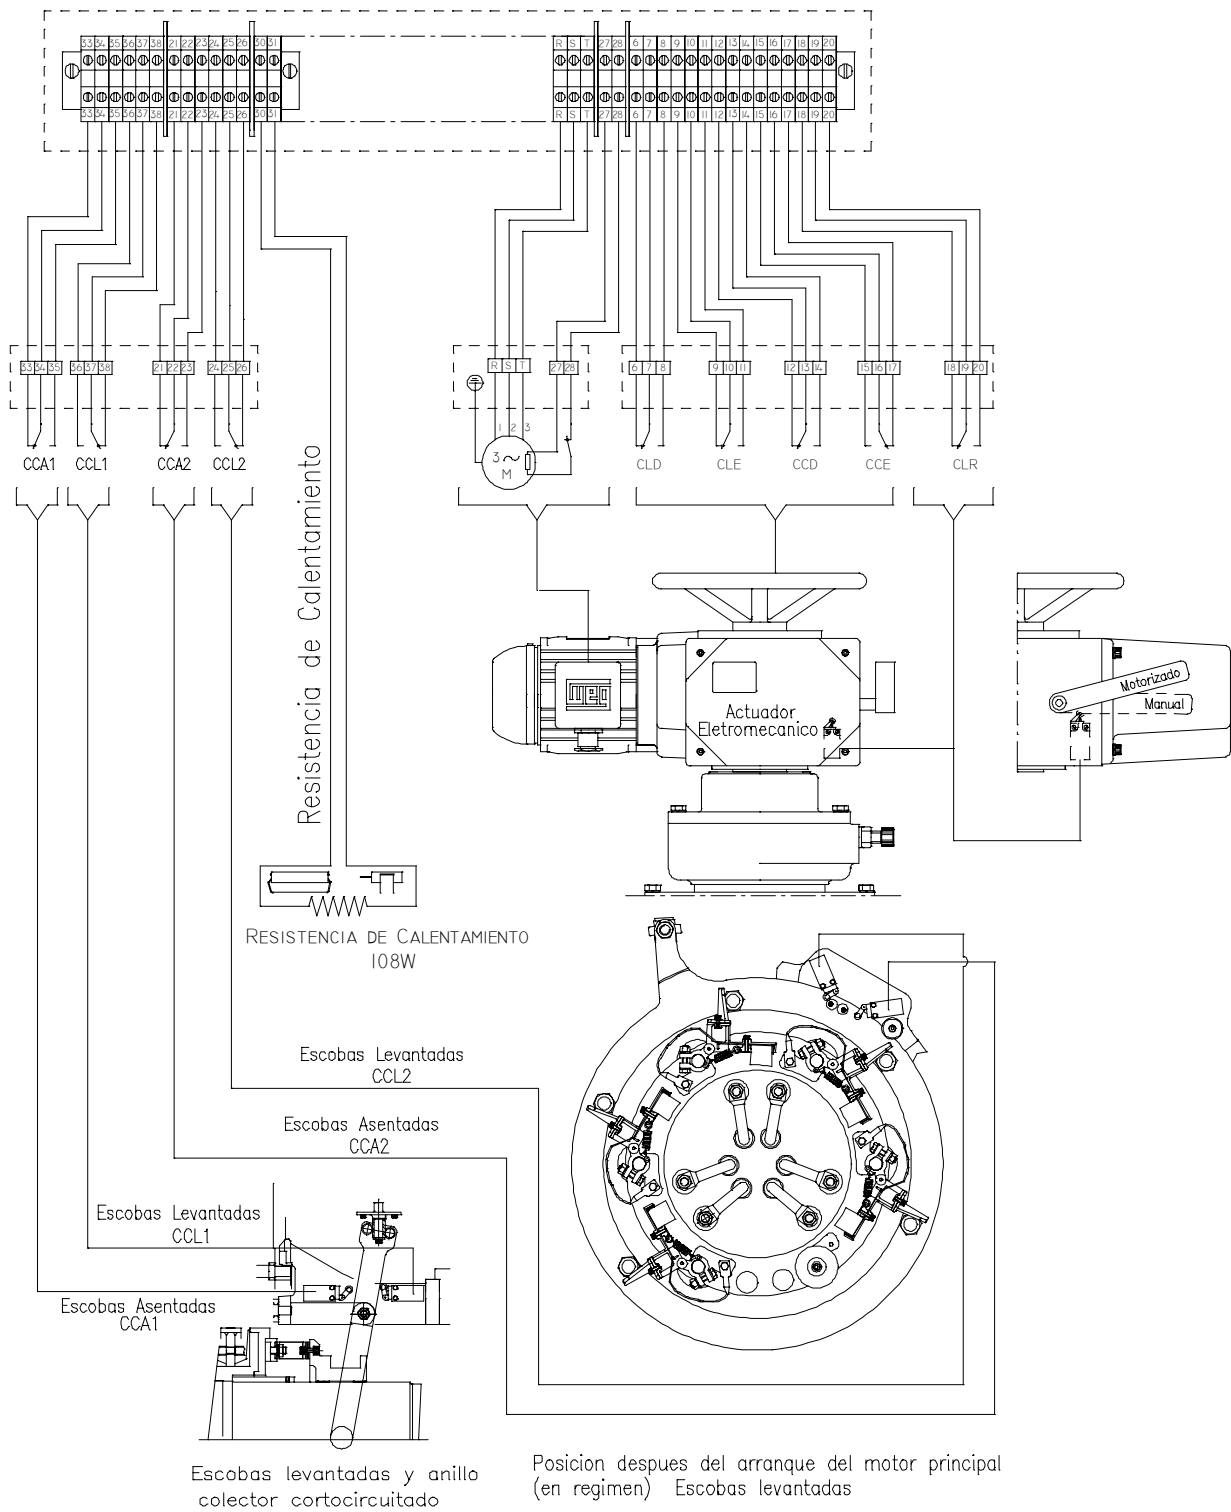 33 34 35 36 37 38 21 22 23 24 25 26 30 31
R S T 27 28 6 7 8 9 10 11 12 13 14 15 16 17 18 19 20
33 34 35 36 37 38 21 22 23 24 25 26 30 31
R S T 27 28 6 7 8 9 10 11 12 13 14 15 16 17 18 19 20
33 34 35
36 37 38
21 22 23
24 25 26
R S T
27 28
6 7 8
9 10 11
12 13 14
15 16 17
18 19 20
1 2 3
3~
M
CCA1
CCL1
CCA2
CCL2
CLD
CLE
CCD
CCE
CLR
Resistencia de Calentamiento
Weg
Actuador
Eletromecanico
Motorizado
Manual
RESISTENCIA DE CALENTAMIENTO
108W
Escobas Levantadas
CCL2
Escobas Asentadas
CCA2
Escobas Levantadas
CCL1
Escobas Asentadas
CCA1
Escobas levantadas y anillo
colector cortocircuitado
Posicion despues del arranque del motor principal
(en regimen) Escobas levantadas